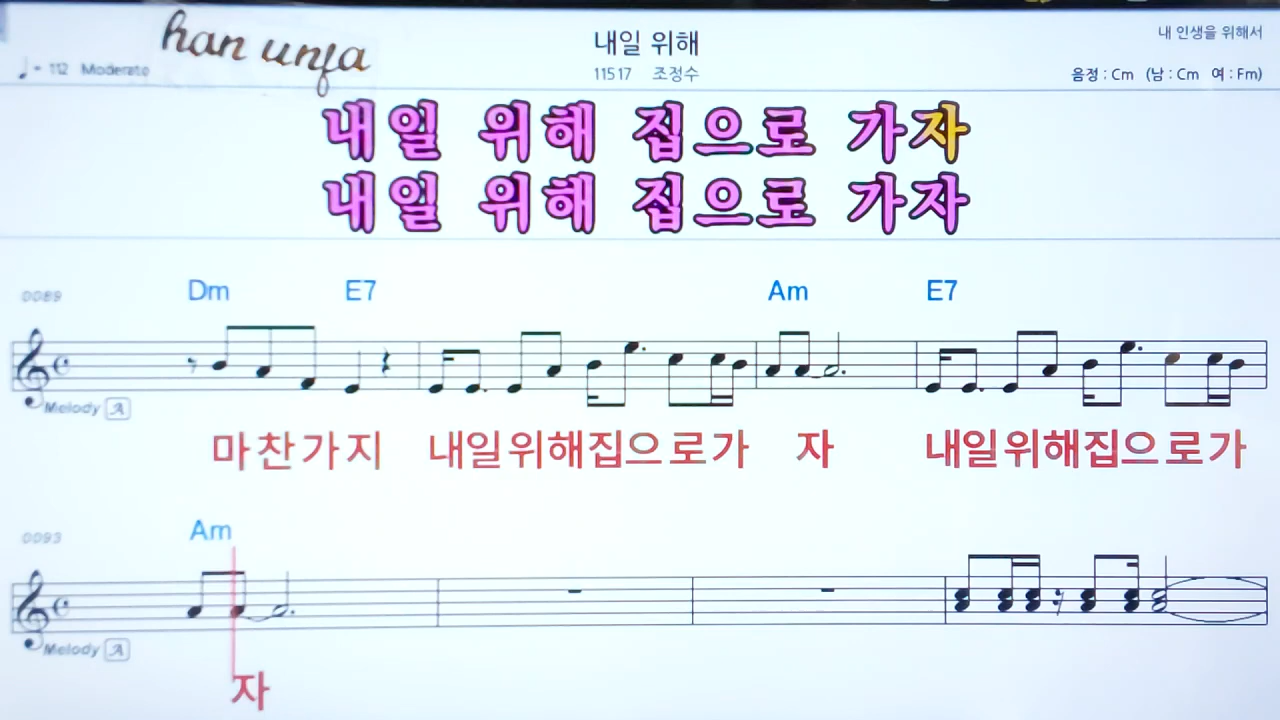 han unfa
내일 위해
내 인생을 위해서
♩= 112 Moderato
11517 조정수
음정 : Cm (남 : Cm 여 : Fm)
내일 위해 집으로 가자
내일 위해 집으로 가자
0089 Dm E7 Am E7
Melody A
마찬가지 내일위해집으로가 자 내일위해집으로가
0093 Am
Melody A
자